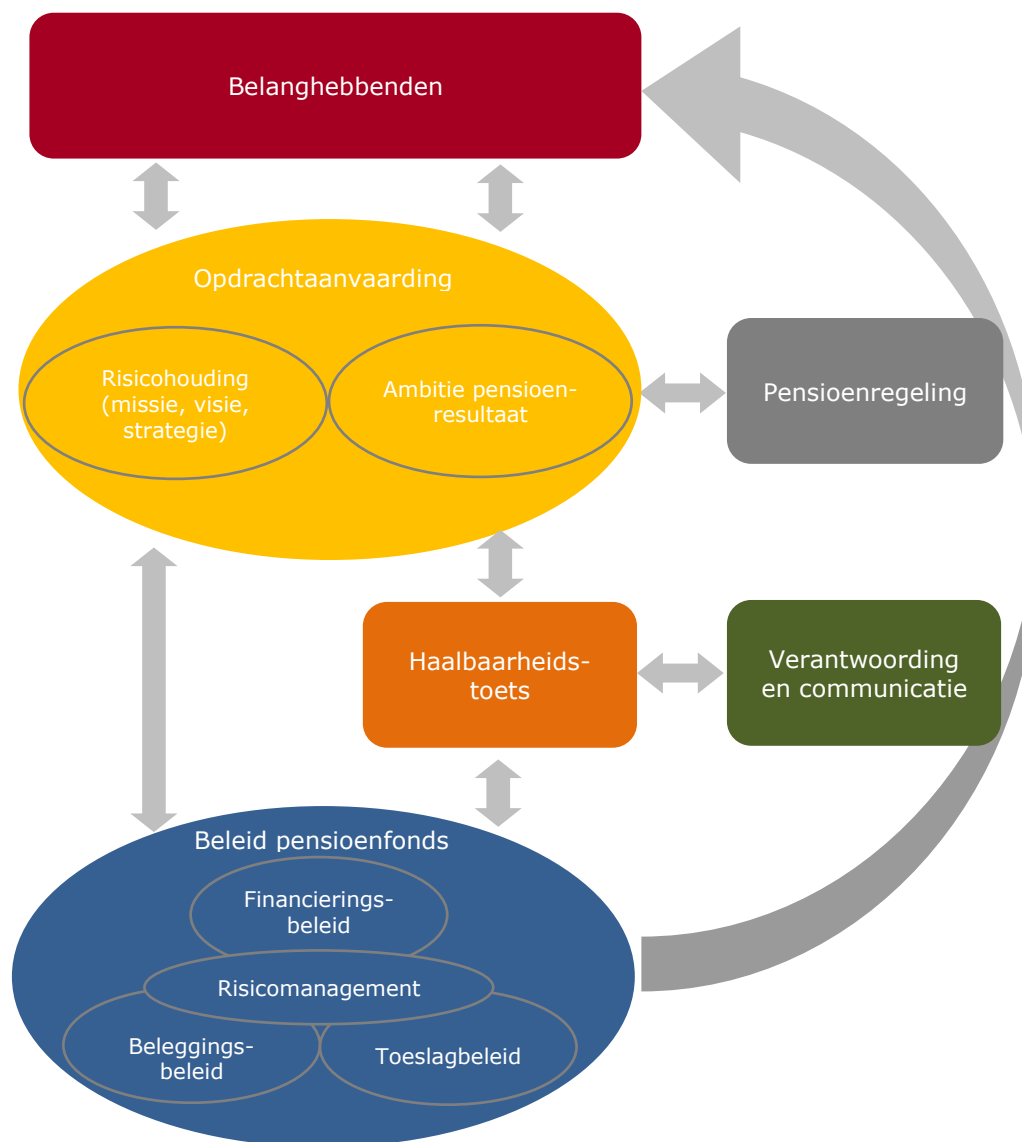 Belanghebbenden
Opdrachtaanvaarding
Risicohouding
(missie, visie,
strategie)
Ambitie pensioen-
resultaat
Pensioenregeling
Haalbaarheids-
toets
Verantwoording
en communicatie
Beleid pensioenfonds
Financierings-
beleid
Risicomanagement
Beleggings-
beleid
Toeslagbeleid